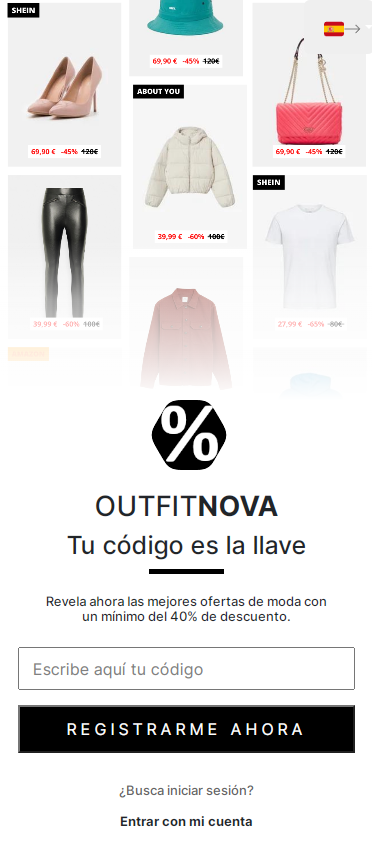 SHEIN
69,90 € -45% 120€
69,90 € -45% 120€
ABOUT YOU
69,90 € -45% 120€
39,99 € -60% 100€
SHEIN
39,99 € -60% 100€
27,99 € -65% 80€
%
OUTFITNOVA
Tu código es la llave
Revela ahora las mejores ofertas de moda con
un mínimo del 40% de descuento.
Escribe aquí tu código
REGISTRARME AHORA
¿Busca iniciar sesión?
Entrar con mi cuenta